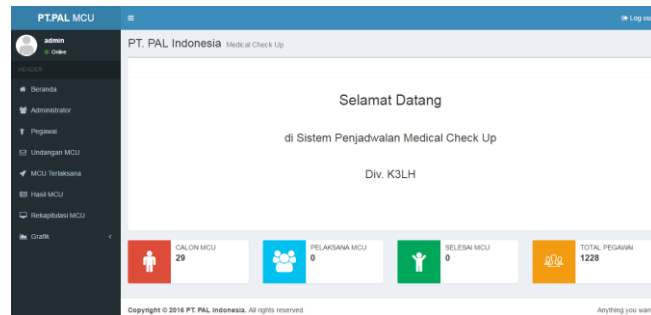 PT.PAL MCU
Log ou
admin
Online
PT. PAL Indonesia Medical Check Up
HEADER
Beranda
Administrator
Pegawai
Undangan MCU
MCU Terlaksana
Hasil MCU
Rekapitulasi MCU
Grafik
Selamat Datang
di Sistem Penjadwalan Medical Check Up
Div. K3LH
CALON MCU
29
PELAKSANA MCU
0
SELESAI MCU
0
TOTAL PEGAWAI
1228
Copyright © 2016 PT. PAL Indonesia. All rights reserved.
Anything you wan